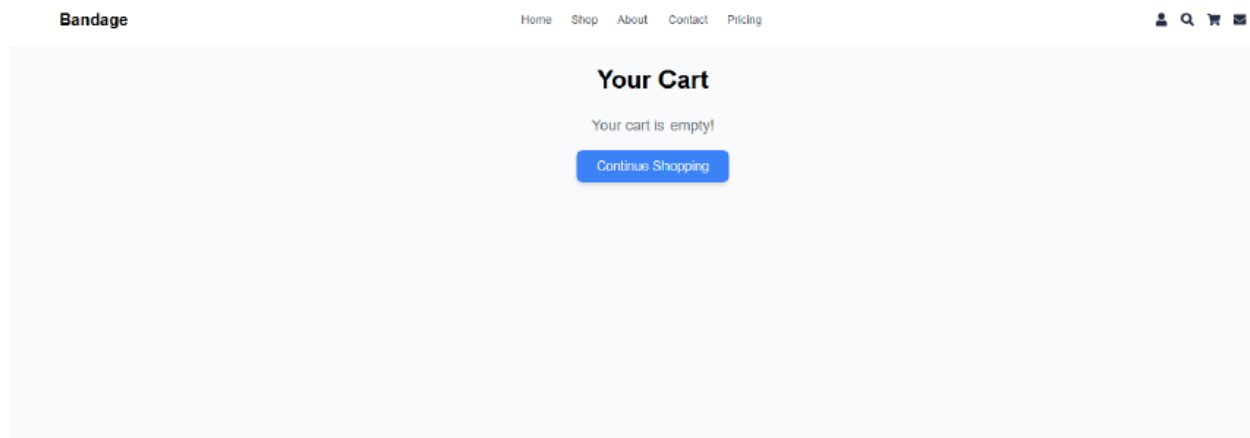 Bandage
Home Shop About Contact Pricing
Your Cart
Your cart is empty!
Continue Shopping